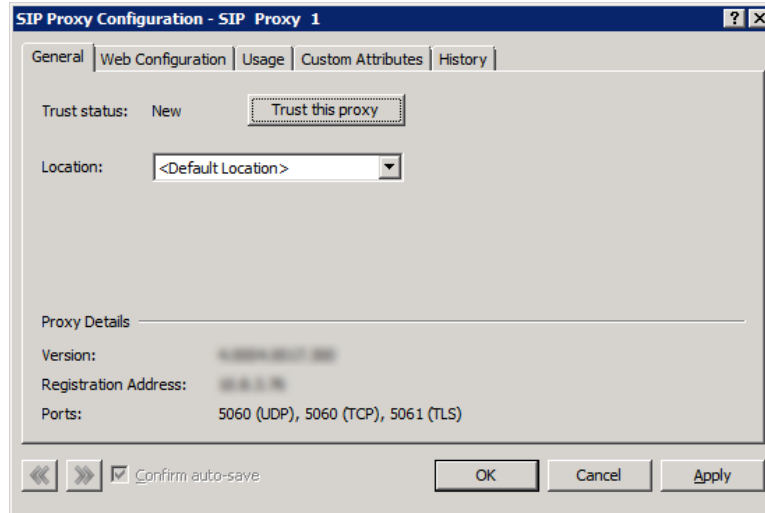 SIP Proxy Configuration - SIP Proxy 1
General Web Configuration Usage Custom Attributes History
Trust status: New Trust this proxy
Location: <Default Location>
Proxy Details
Version:
Registration Address:
Ports: 5060 (UDP), 5060 (TCP), 5061 (TLS)
Confirm auto-save OK Cancel Apply